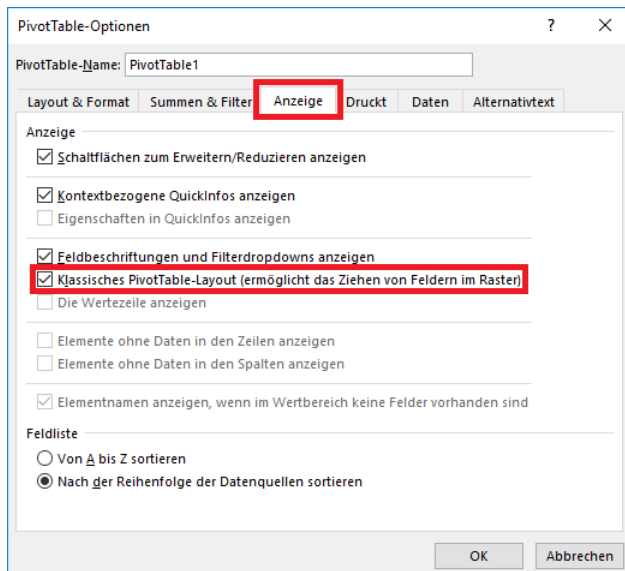 PivotTable-Optionen ? ×
PivotTable-Name: PivotTable1
Layout & Format Summen & Filter Anzeige Druckt Daten Alternativtext
Anzeige
Schaltflächen zum Erweitern/Reduzieren anzeigen
Kontextbezogene QuickInfos anzeigen
Eigenschaften in QuickInfos anzeigen
Feldbeschriftungen und Filterdropdowns anzeigen
Klassisches PivotTable-Layout (ermöglicht das Ziehen von Feldern im Raster)
Die Wertezeile anzeigen
Elemente ohne Daten in den Zeilen anzeigen
Elemente ohne Daten in den Spalten anzeigen
Elementnamen anzeigen, wenn im Wertbereich keine Felder vorhanden sind
Feldliste
Von A bis Z sortieren
Nach der Reihenfolge der Datenquellen sortieren
OK Abbrechen